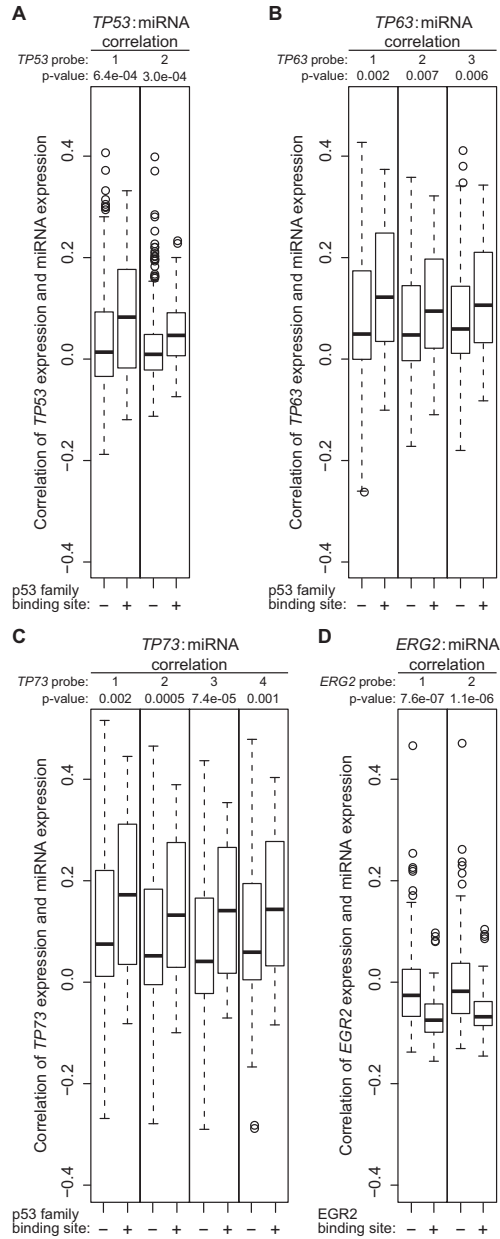 A
TP53:miRNA
correlation
TP53 probe: 1 2
p-value: 6.4e-04 3.0e-04
Correlation of TP53 expression and miRNA expression
0.4
0.2
0.0
−0.2
−0.4
p53 family
binding site: − + − +
B
TP63:miRNA
correlation
TP63 probe: 1 2 3
p-value: 0.002 0.007 0.006
Correlation of TP63 expression and miRNA expression
0.4
0.2
0.0
−0.2
−0.4
p53 family
binding site: − + − + − +
C
TP73:miRNA
correlation
TP73 probe: 1 2 3 4
p-value: 0.002 0.0005 7.4e-05 0.001
Correlation of TP73 expression and miRNA expression
0.4
0.2
0.0
−0.2
−0.4
p53 family
binding site: − + − + − + − +
D
ERG2:miRNA
correlation
ERG2 probe: 1 2
p-value: 7.6e-07 1.1e-06
Correlation of EGR2 expression and miRNA expression
0.4
0.2
0.0
−0.2
−0.4
EGR2
binding site: − + − +